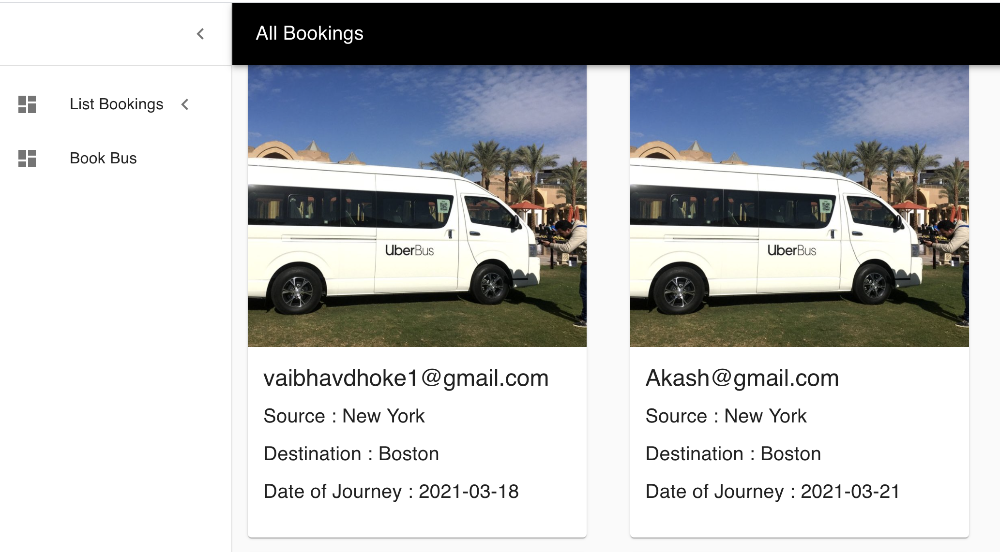 All Bookings
List Bookings
Book Bus
UberBus
vaibhavdhoke1@gmail.com
Source : New York
Destination : Boston
Date of Journey : 2021-03-18
UberBus
Akash@gmail.com
Source : New York
Destination : Boston
Date of Journey : 2021-03-21